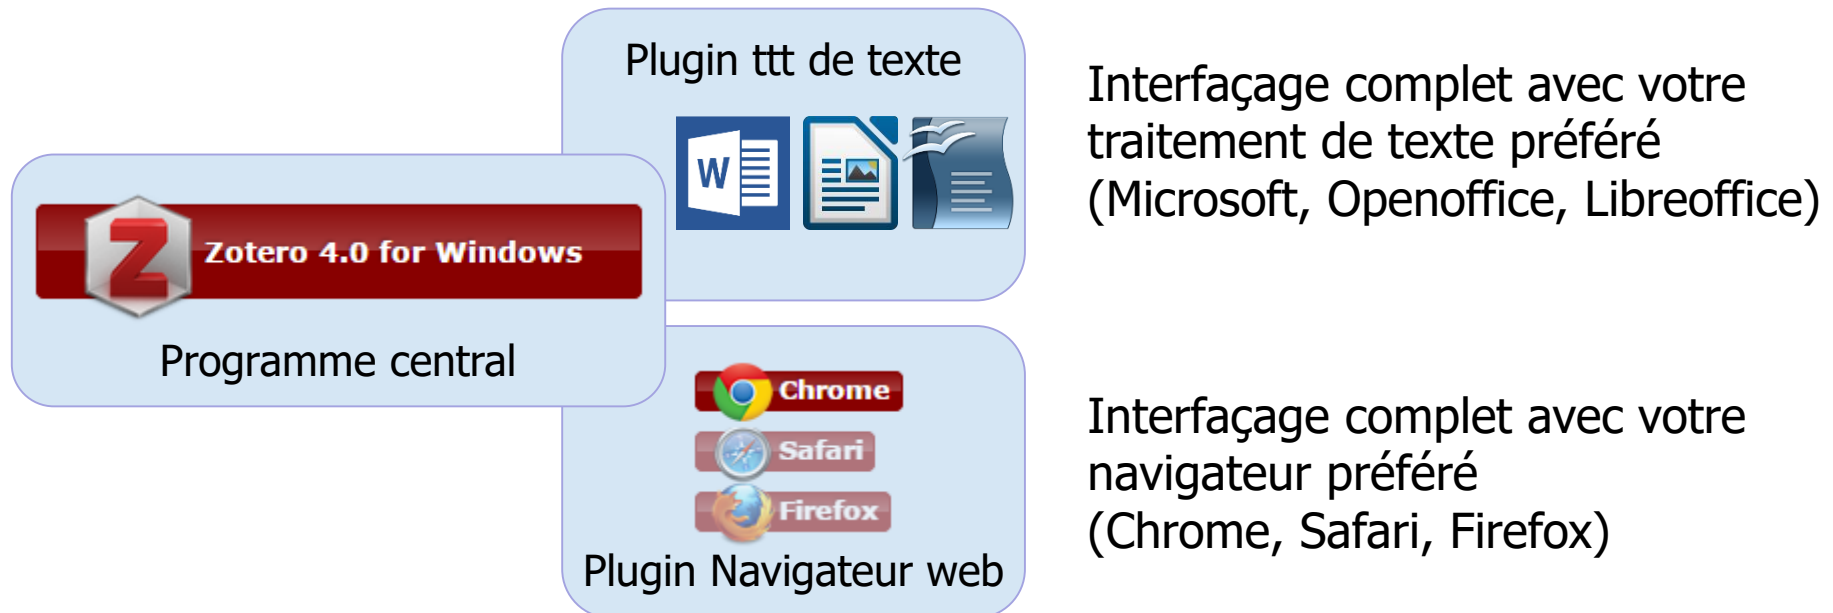 Plugin ttt de texte
W
Z Zotero 4.0 for Windows
Programme central
Chrome
Safari
Firefox
Plugin Navigateur web
Interfaçage complet avec votre
traitement de texte préféré
(Microsoft, Openoffice, Libreoffice)
Interfaçage complet avec votre
navigateur préféré
(Chrome, Safari, Firefox)